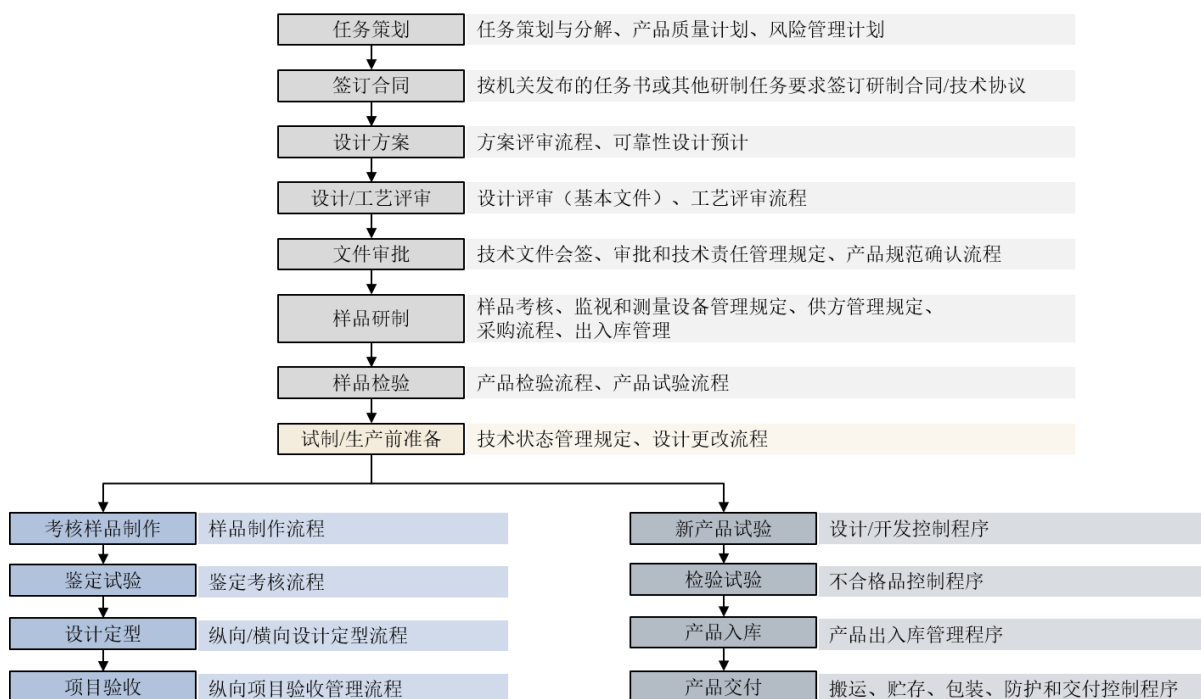 任务策划
任务策划与分解、产品质量计划、风险管理计划
签订合同
按机关发布的任务书或其他研制任务要求签订研制合同/技术协议
设计方案
方案评审流程、可靠性设计预计
设计/工艺评审
设计评审（基本文件）、工艺评审流程
文件审批
技术文件会签、审批和技术责任管理规定、产品规范确认流程
样品研制
样品考核、监视和测量设备管理规定、供方管理规定、
采购流程、出入库管理
样品检验
产品检验流程、产品试验流程
试制/生产前准备
技术状态管理规定、设计更改流程
考核样品制作
样品制作流程
鉴定试验
鉴定考核流程
设计定型
纵向/横向设计定型流程
项目验收
纵向项目验收管理流程
新产品试验
设计/开发控制程序
检验试验
不合格品控制程序
产品入库
产品出入库管理程序
产品交付
搬运、贮存、包装、防护和交付控制程序